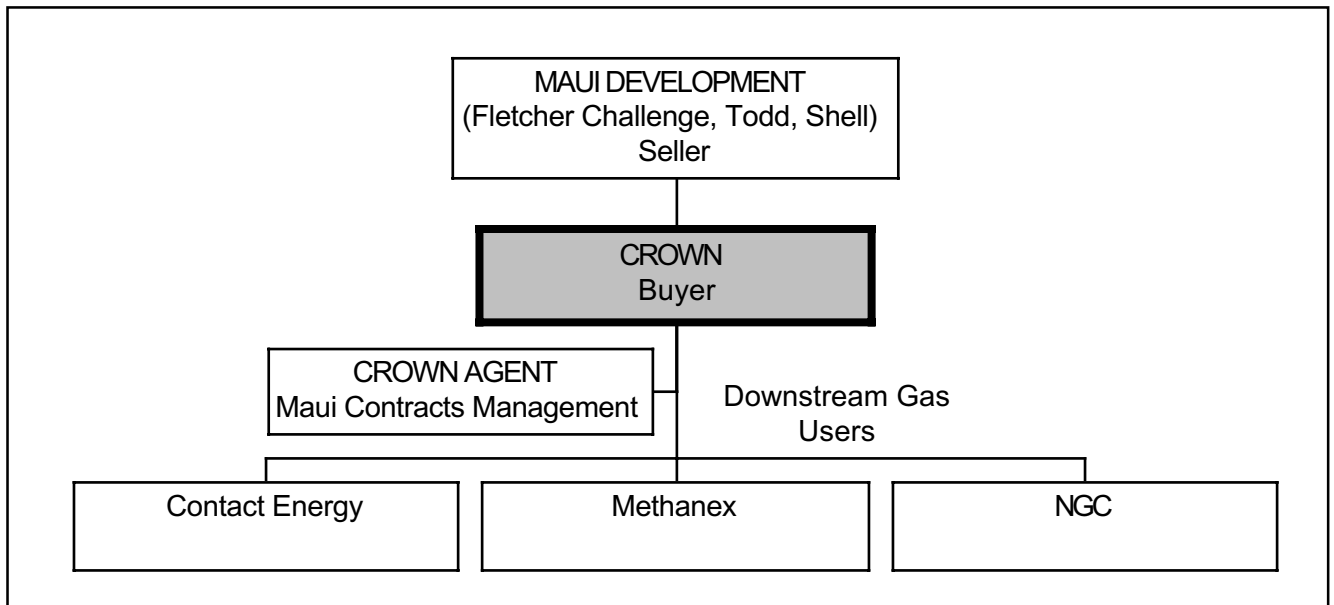 MAUI DEVELOPMENT
(Fletcher Challenge, Todd, Shell)
Seller
CROWN
Buyer
CROWN AGENT
Maui Contracts Management
Downstream Gas
Users
Contact Energy
Methanex
NGC